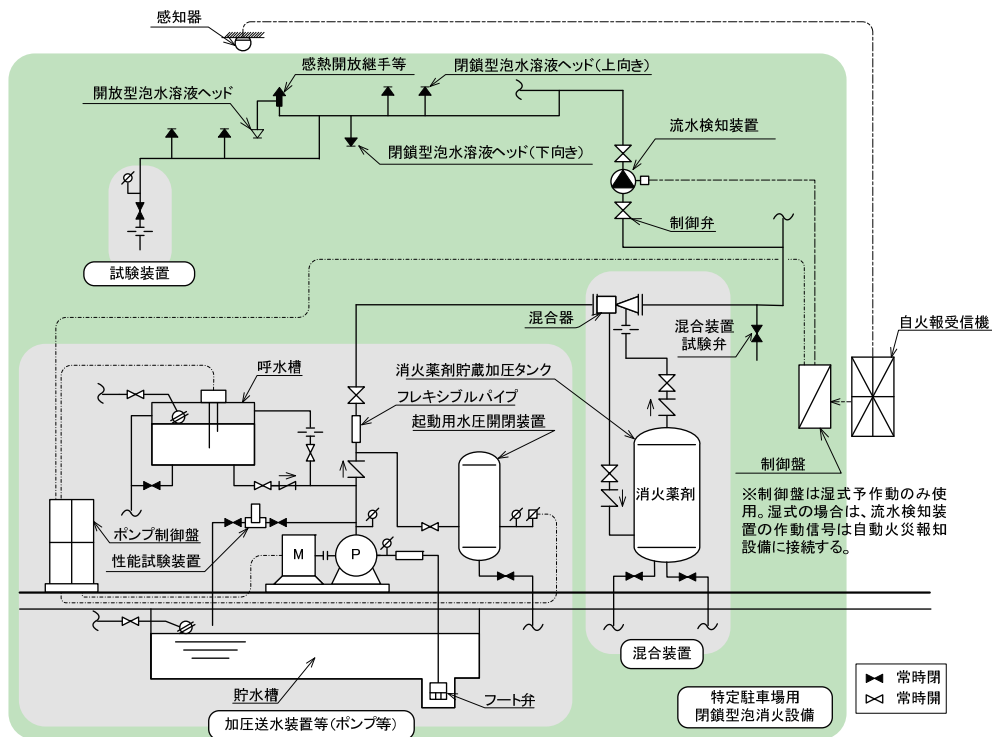 感知器
感熱開放継手等
閉鎖型泡水溶液ヘッド(上向き)
開放型泡水溶液ヘッド
流水検知装置
閉鎖型泡水溶液ヘッド(下向き)
制御弁
試験装置
混合器
混合装置
試験弁
自火報受信機
呼水槽
消火薬剤貯蔵加圧タンク
フレキシブルパイプ
起動用水圧開閉装置
制御盤
消火薬剤
※制御盤は湿式予作動のみ使
用。湿式の場合は、流水検知装
置の作動信号は自動火災報知
設備に接続する。
ポンプ制御盤
性能試験装置
M
P
混合装置
貯水槽
フート弁
加圧送水装置等(ポンプ等)
特定駐車場用
閉鎖型泡消火設備
常時閉
常時開